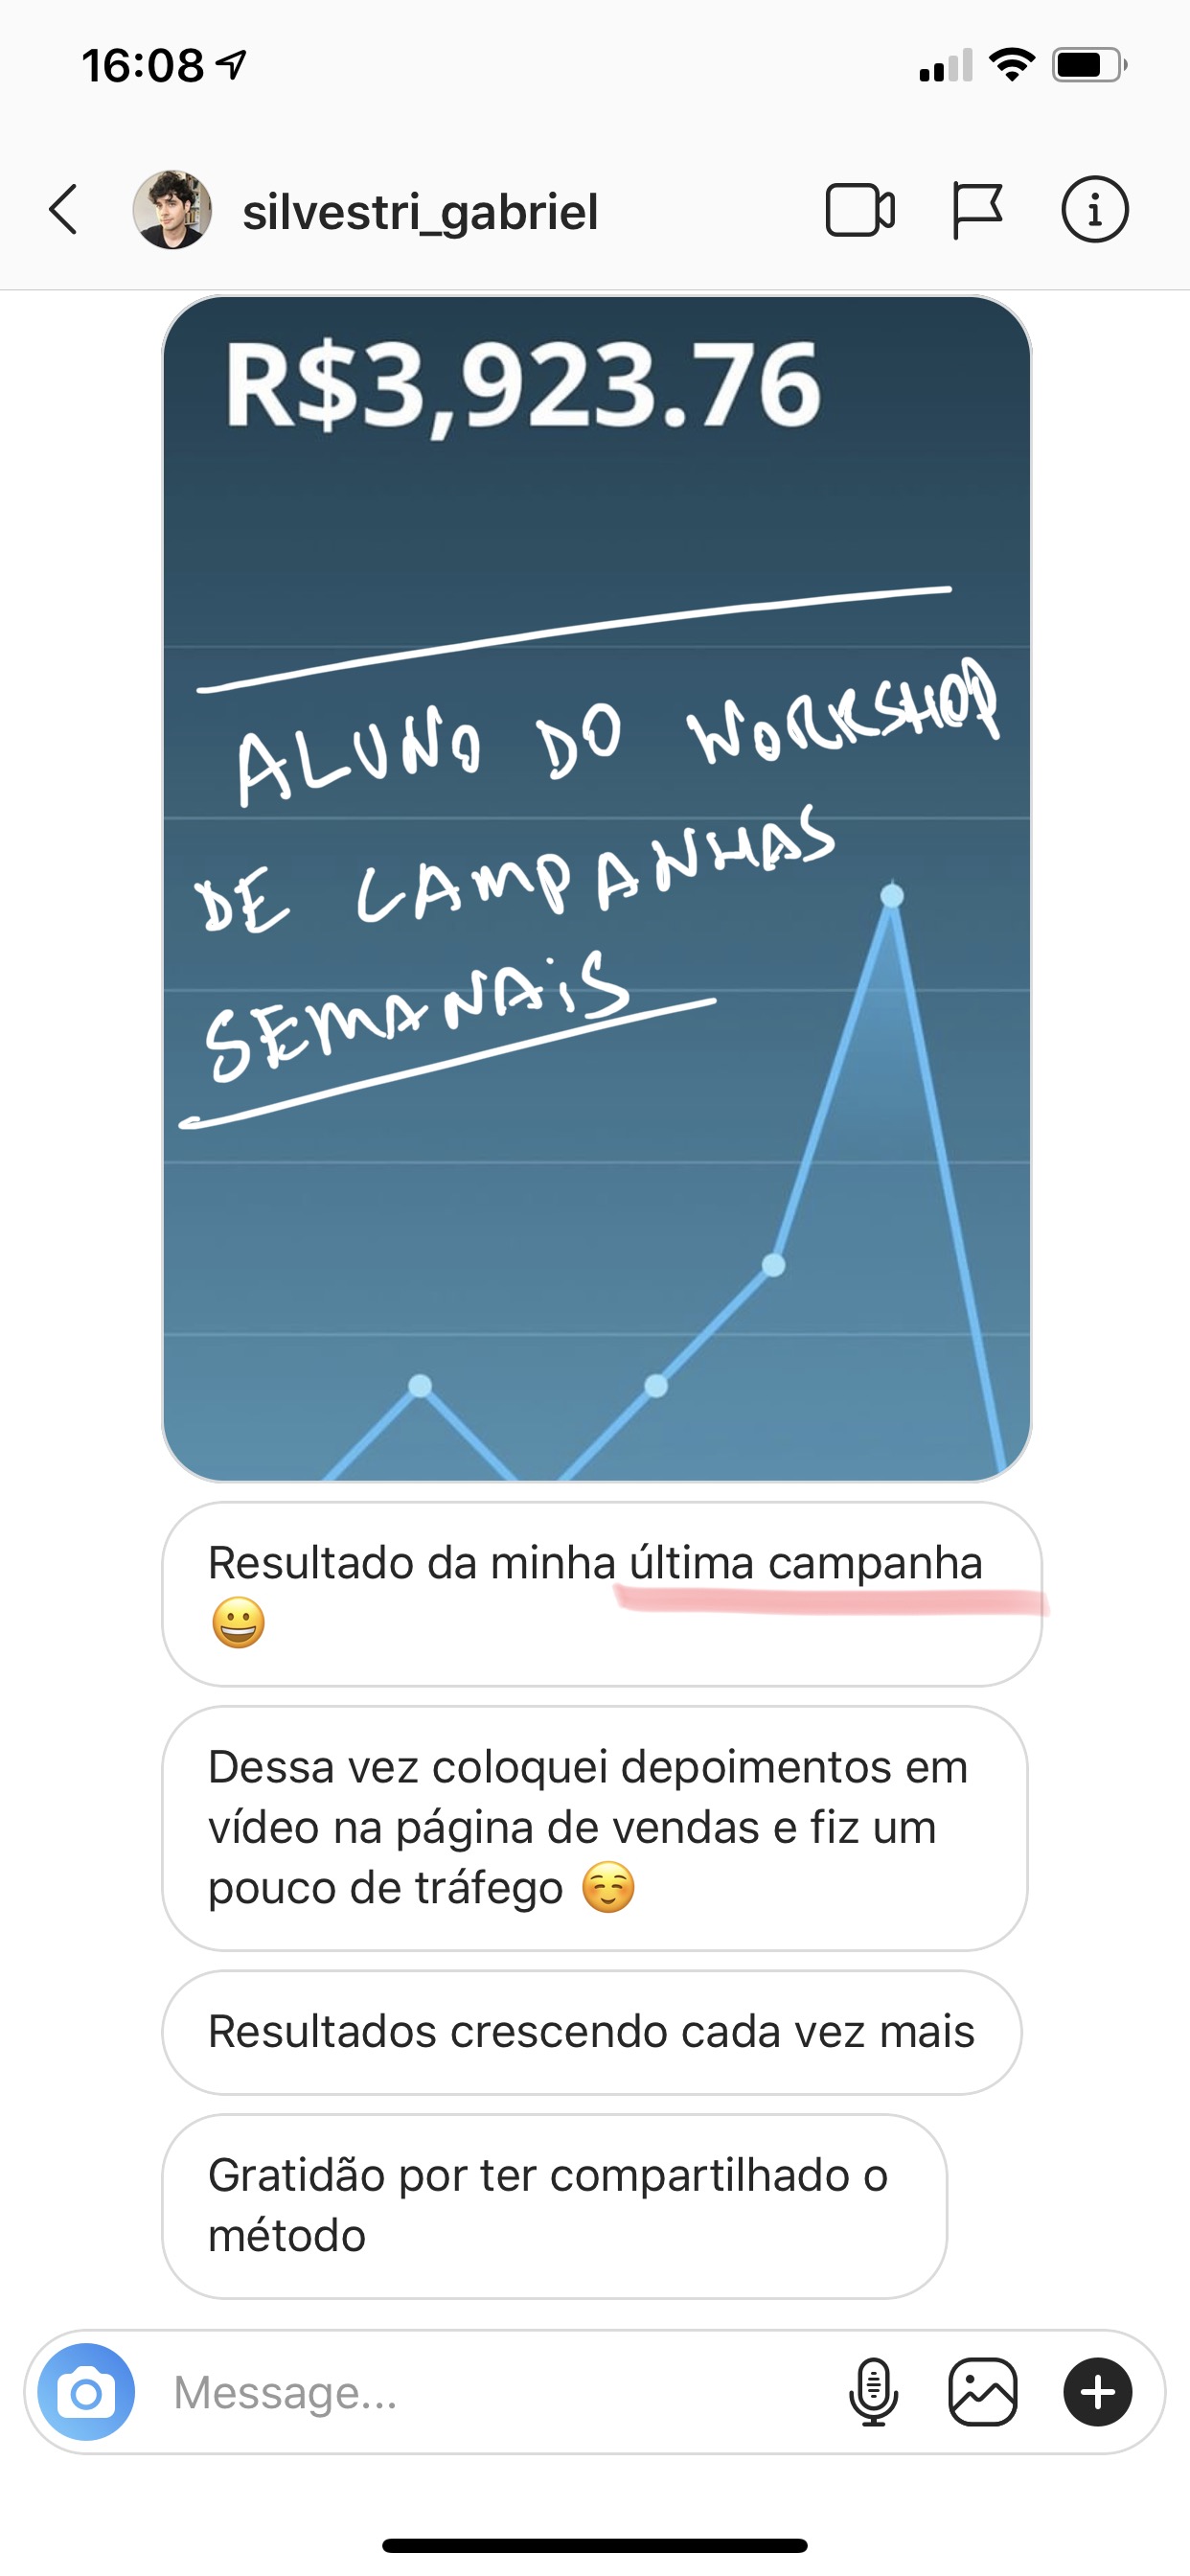 16:08
silvestri_gabriel
R$3,923.76
ALUNO DO WORKSHOP
DE CAMPANHAS
SEMANAiS
Resultado da minha última campanha
😀
Dessa vez coloquei depoimentos em
vídeo na página de vendas e fiz um
pouco de tráfego ☺️
Resultados crescendo cada vez mais
Gratidão por ter compartilhado o
método
Message...